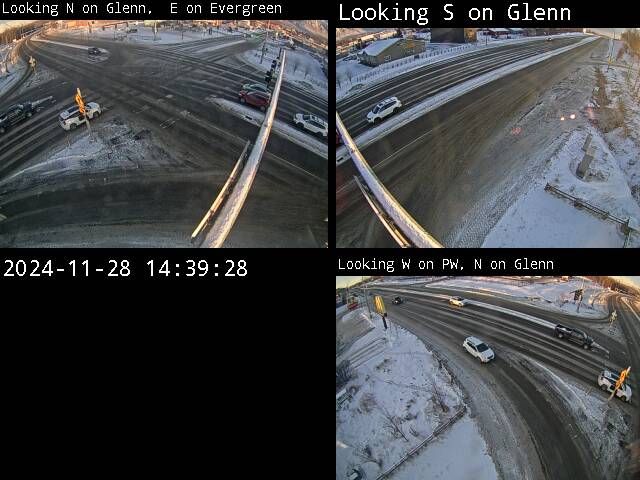 Looking N on Glenn,  E on Evergreen
Looking S on Glenn
2024-11-28 14:39:28
Looking W on PW, N on Glenn